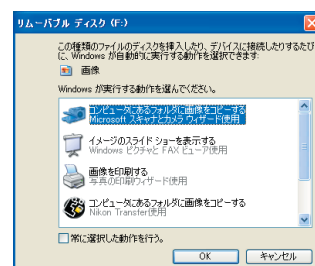 リムーバブル ディスク (F:)
この種類のファイルのディスクを挿入したり、デバイスに接続したりするたび
に、Windows が自動的に実行する動作を選択できます:
画像
Windows が実行する動作を選んでください。
コンピュータにあるフォルダに画像をコピーする
Microsoft スキャナとカメラ ウィザード使用
イメージのスライド ショーを表示する
Windows ピクチャと FAX ビューア使用
画像を印刷する
写真の印刷ウィザード使用
コンピュータにあるフォルダに画像をコピーする
Nikon Transfer使用
常に選択した動作を行う。
OK キャンセル